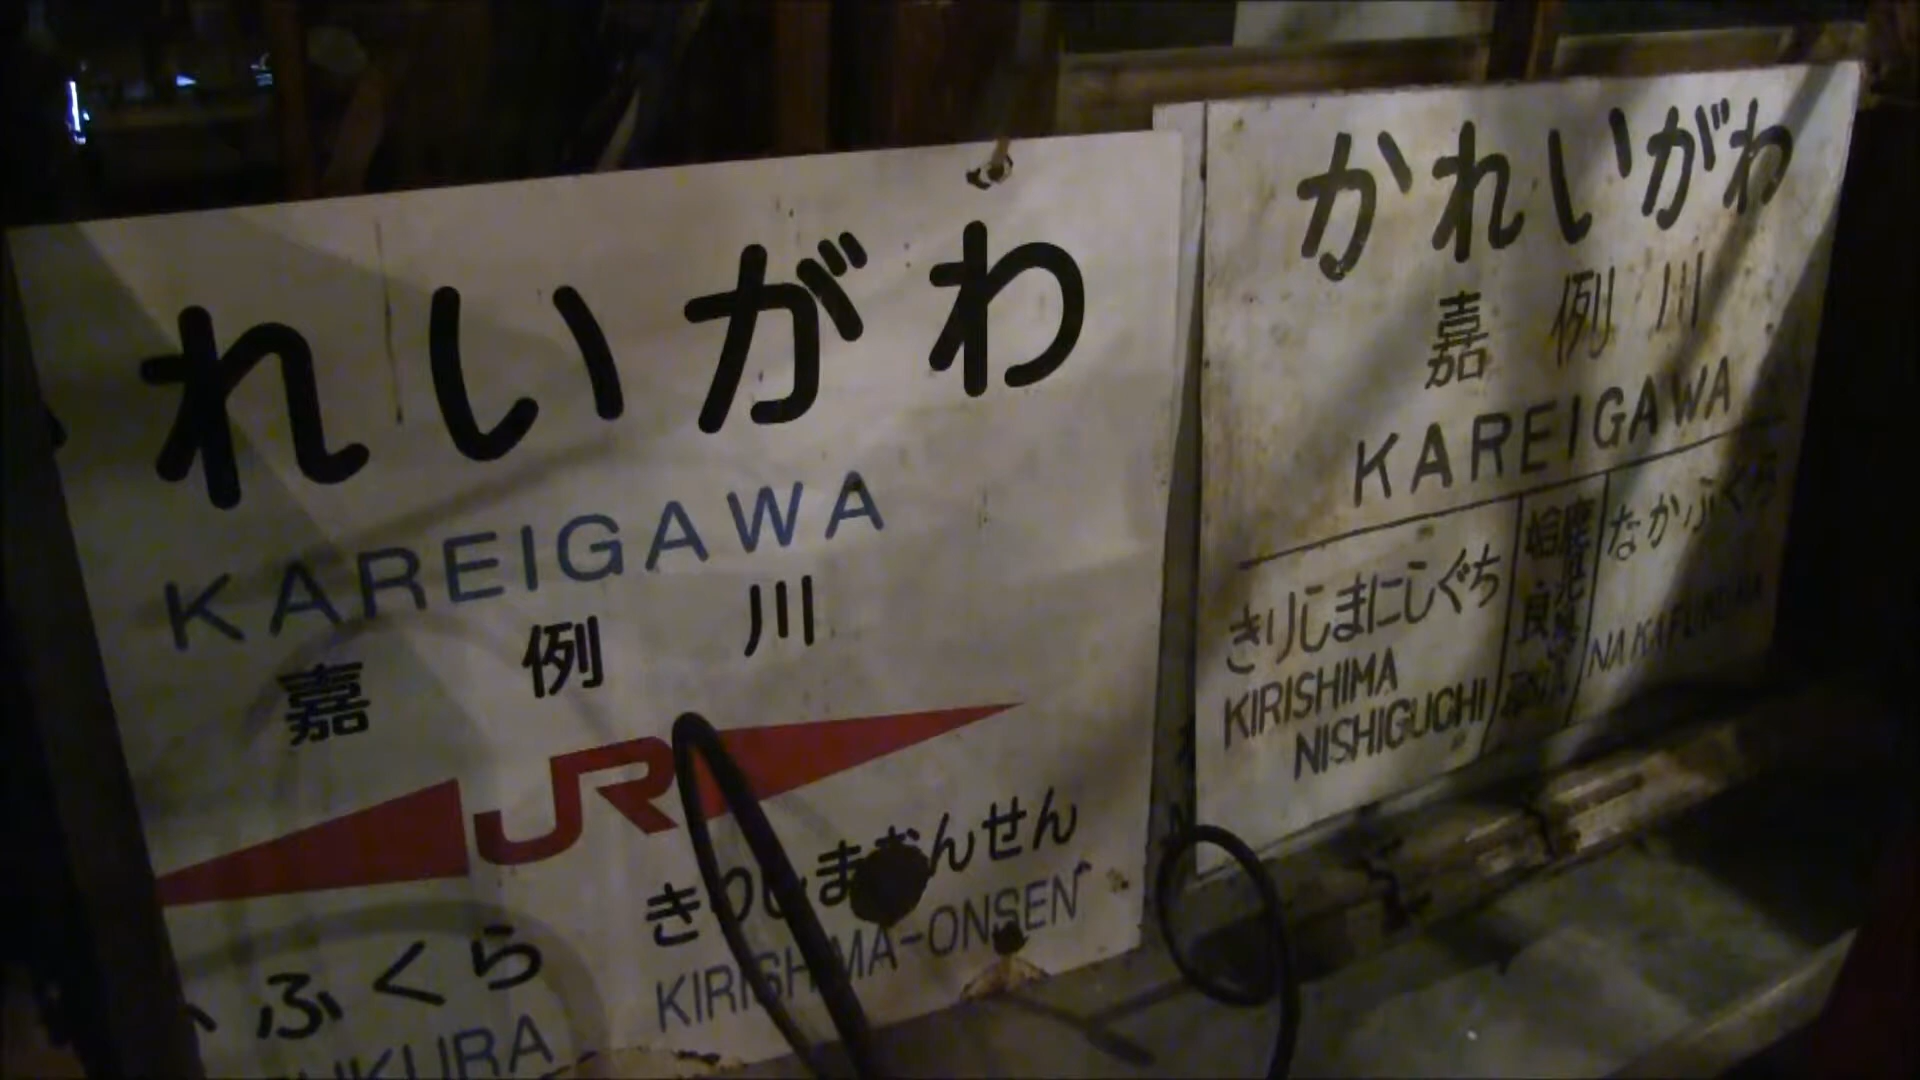 れいがわ
KAREIGAWA
嘉 例 川
JR
きりしまおんせん
KIRISHIMA-ONSEN
ふくら
KURA
かれいがわ
嘉 例 川
KAREIGAWA
きりしまにしぐち
KIRISHIMA
NISHIGUCHI
なかふくら